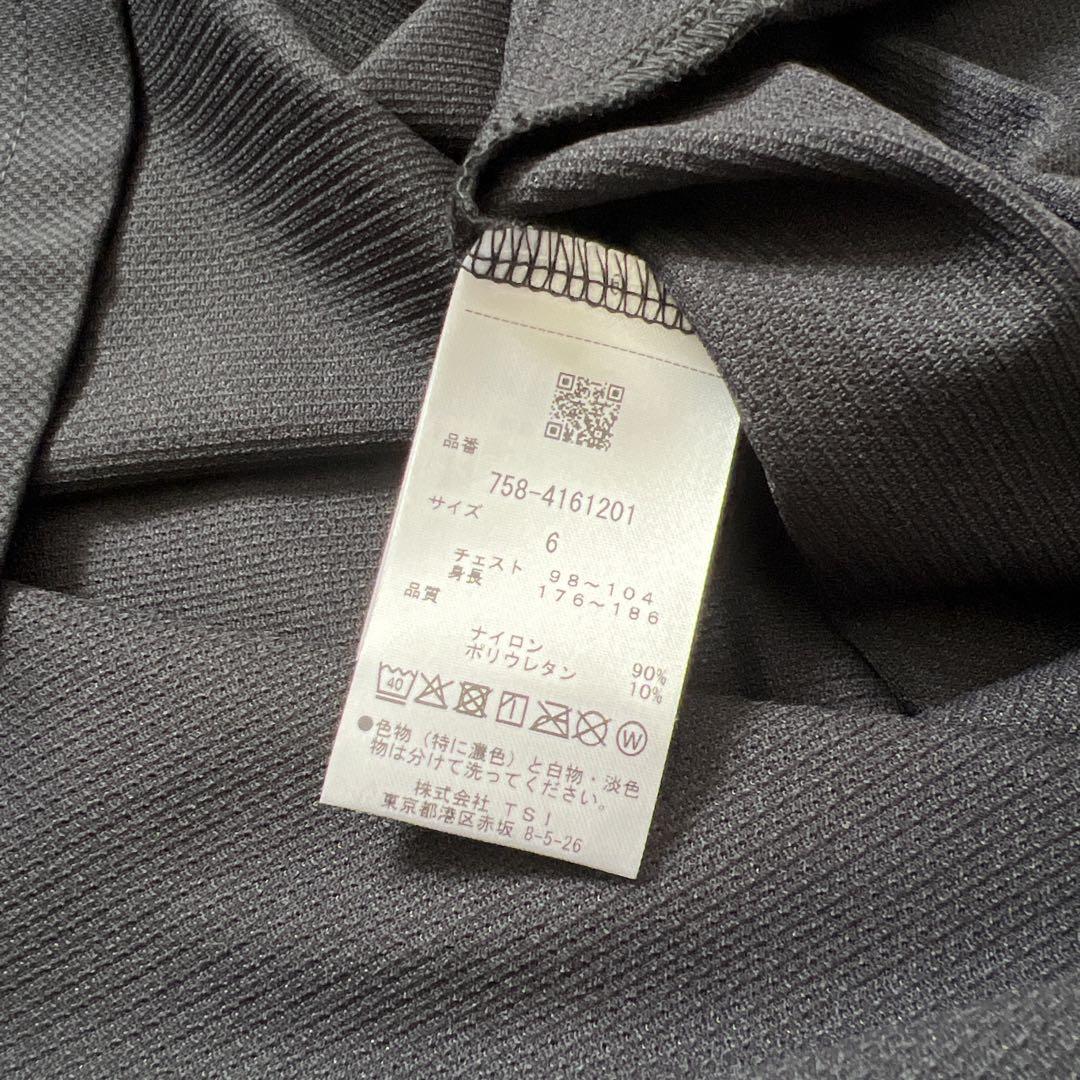 品番
758-4161201
サイズ
6
チェスト 98～104
身長 176～186
品質
ナイロン 90%
ポリウレタン 10%
40
W
●色物（特に濃色）と白物・淡色
物は分けて洗ってください。
株式会社 TSI
東京都港区赤坂 8-5-26